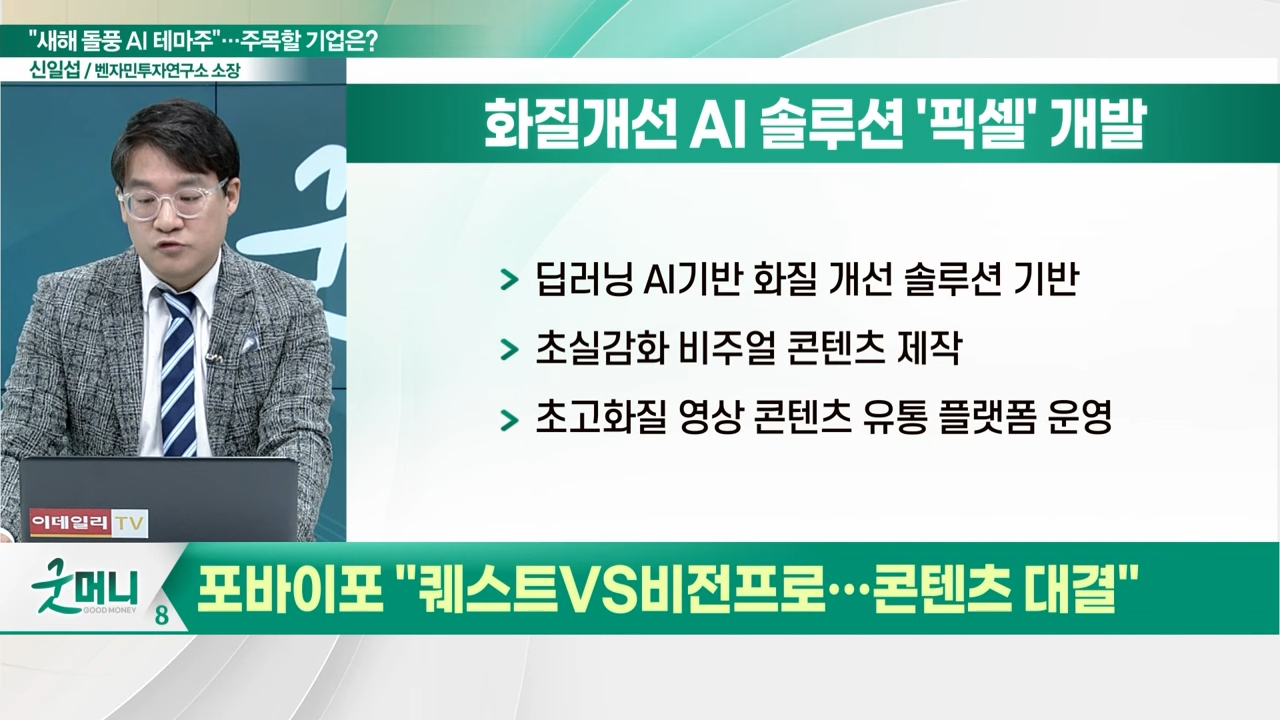 "새해 돌풍 AI 테마주"…주목할 기업은?
신일섭 / 벤자민투자연구소 소장
화질개선 AI 솔루션 '픽셀' 개발
> 딥러닝 AI기반 화질 개선 솔루션 기반
> 초실감화 비주얼 콘텐츠 제작
> 초고화질 영상 콘텐츠 유통 플랫폼 운영
이데일리 TV
굿머니
GOOD MONEY
8
포바이포 "퀘스트VS비전프로…콘텐츠 대결"